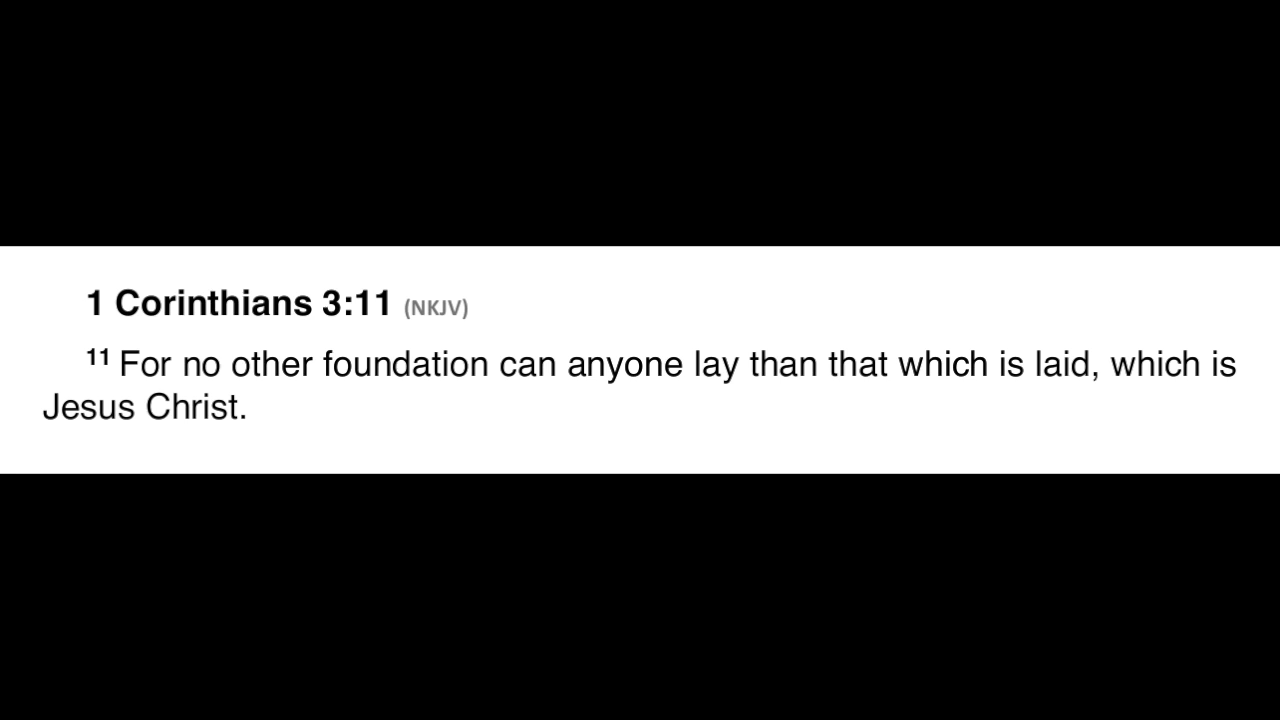 1 Corinthians 3:11 (NKJV)
11 For no other foundation can anyone lay than that which is laid, which is
Jesus Christ.